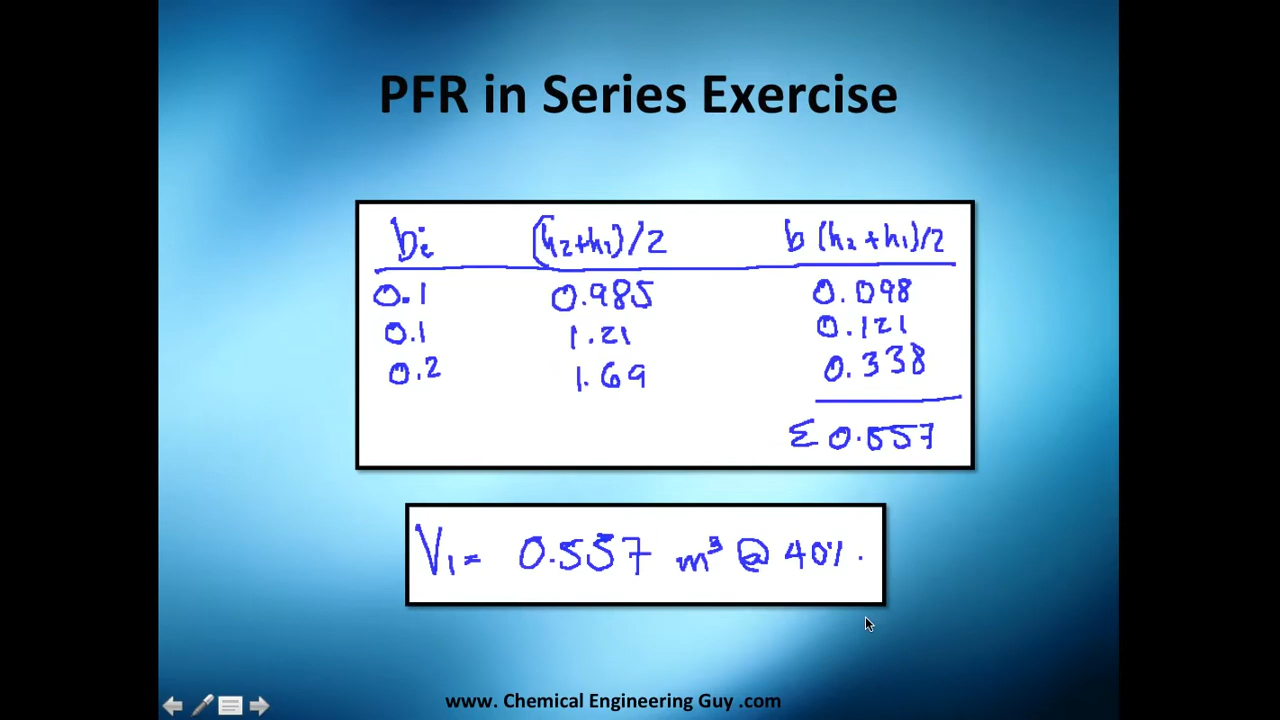 PFR in Series Exercise
bi (h2+h1)/2 b (h2+h1)/2
0.1 0.985 0.098
0.1 1.21 0.121
0.2 1.69 0.338
Σ 0.557
V1= 0.557 m³ @ 40%.
www. Chemical Engineering Guy .com